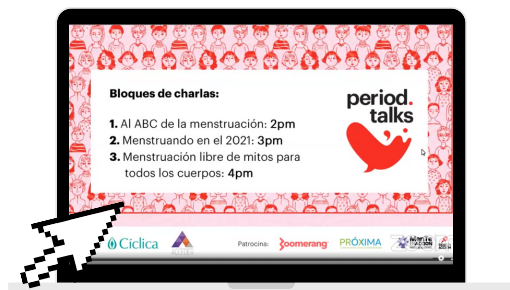 Bloques de charlas:
period.
talks
1. Al ABC de la menstruación: 2pm
2. Menstruando en el 2021: 3pm
3. Menstruación libre de mitos para
todos los cuerpos: 4pm
Cíclica
Patrocina:
Boomerang
PRÓXIMA